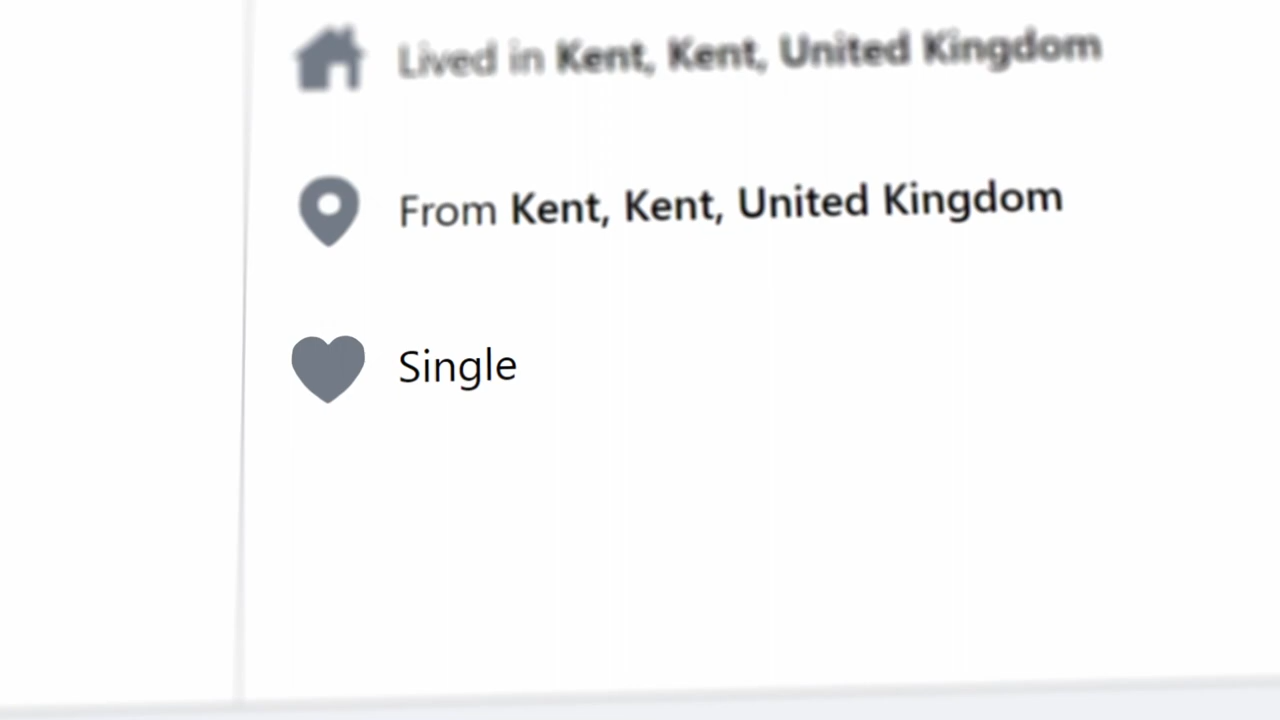 Lived in Kent, Kent, United Kingdom
From Kent, Kent, United Kingdom
Single